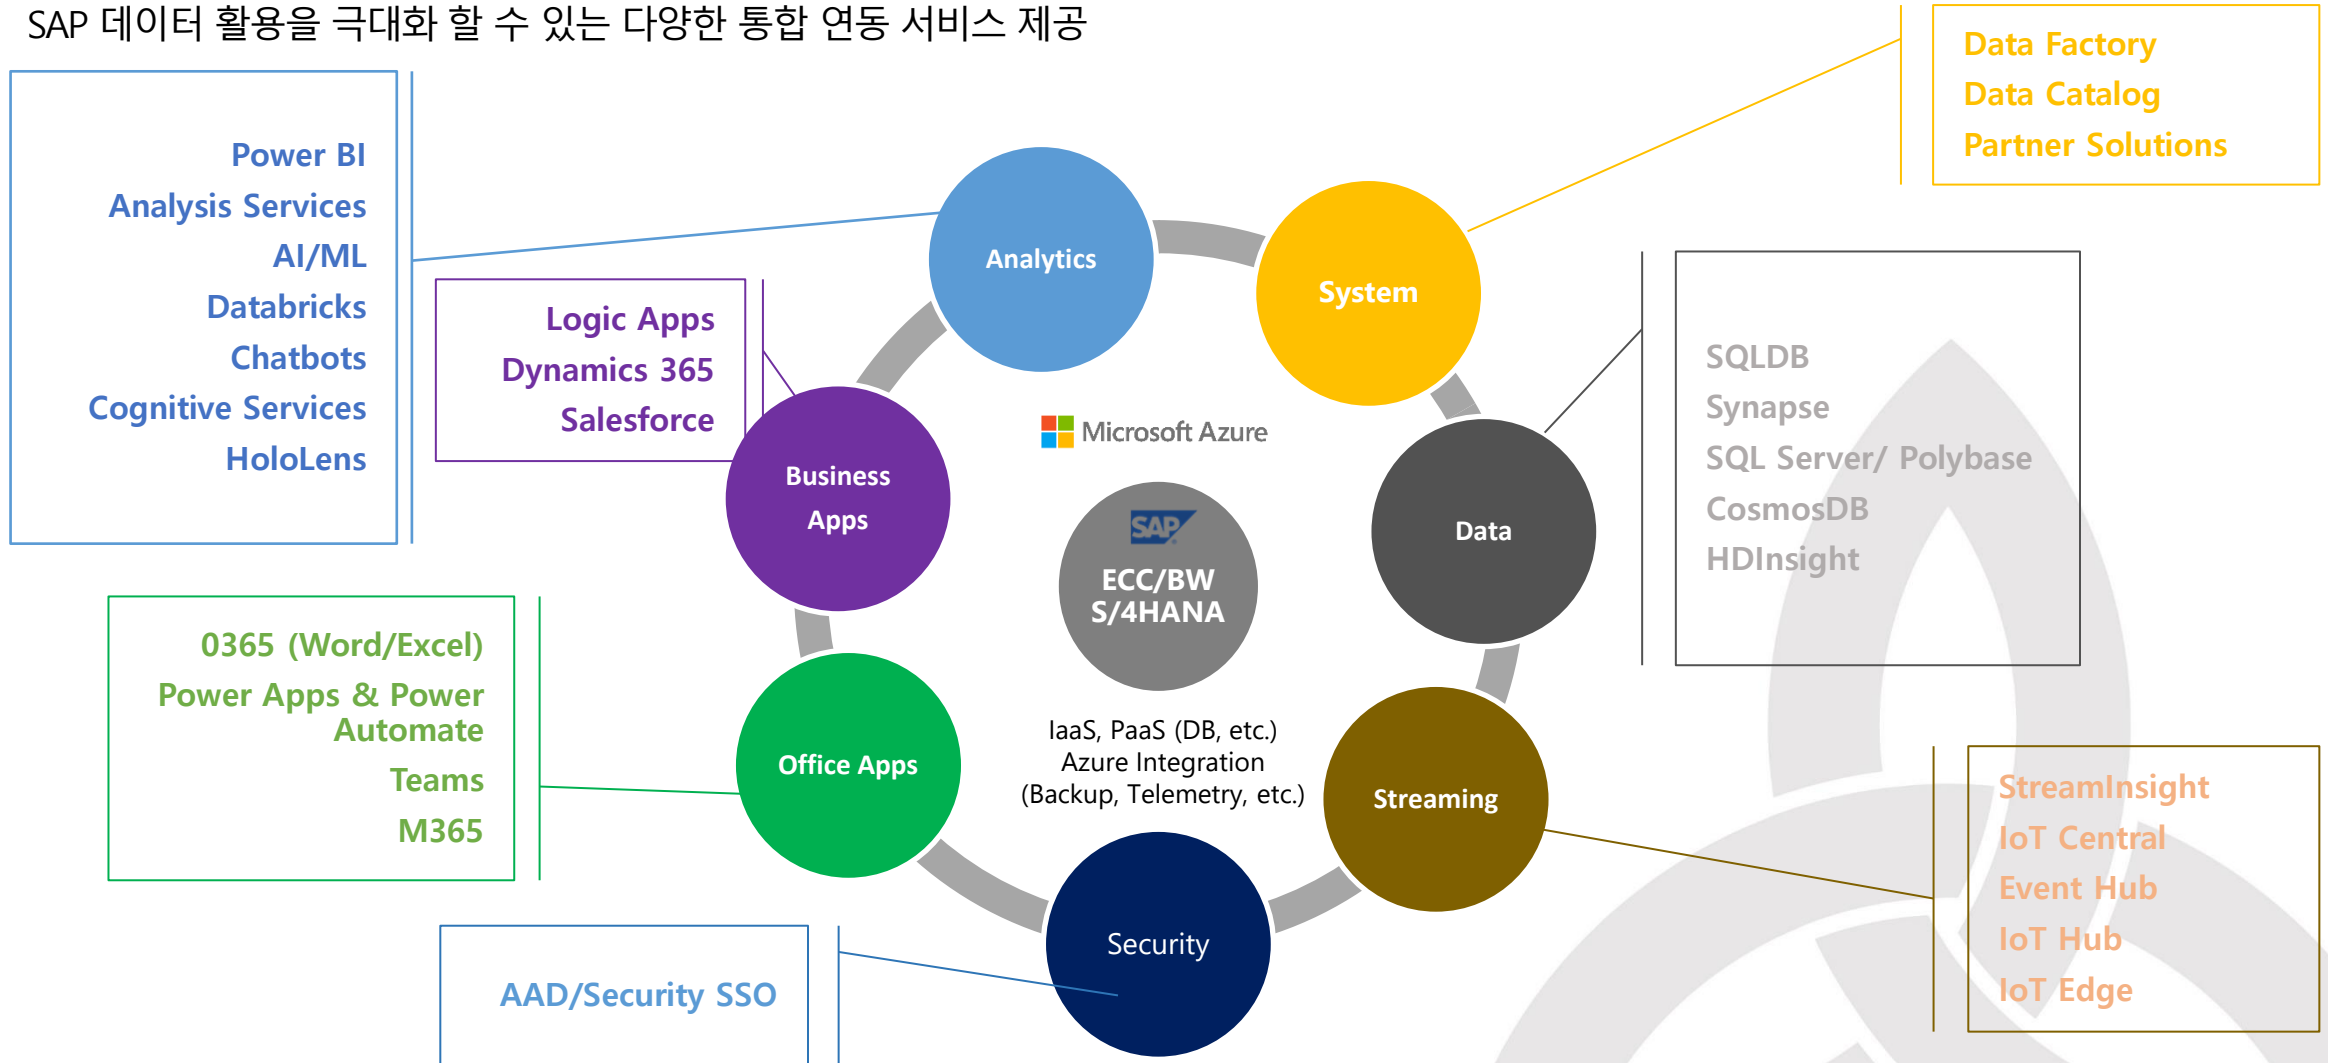 SAP 데이터 활용을 극대화 할 수 있는 다양한 통합 연동 서비스 제공
Power BI
Analysis Services
AI/ML
Databricks
Chatbots
Cognitive Services
HoloLens
Logic Apps
Dynamics 365
Salesforce
0365 (Word/Excel)
Power Apps & Power
Automate
Teams
M365
AAD/Security SSO
Analytics
System
Business
Apps
Data
Office Apps
Streaming
Security
Microsoft Azure
SAP
ECC/BW
S/4HANA
IaaS, PaaS (DB, etc.)
Azure Integration
(Backup, Telemetry, etc.)
Data Factory
Data Catalog
Partner Solutions
SQLDB
Synapse
SQL Server/ Polybase
CosmosDB
HDInsight
StreamInsight
IoT Central
Event Hub
IoT Hub
IoT Edge